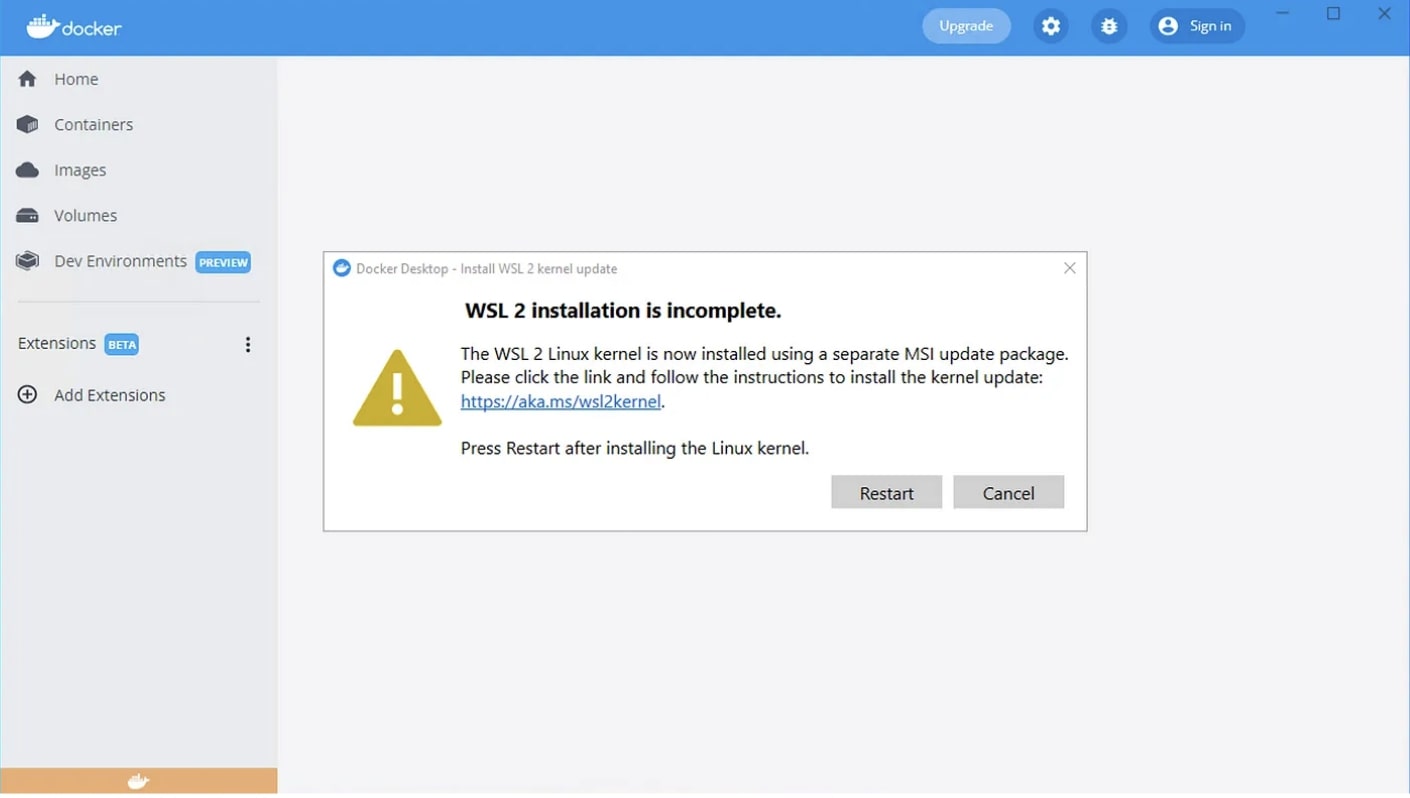 docker
Upgrade
Sign in
Home
Containers
Images
Volumes
Dev Environments PREVIEW
Extensions BETA
Add Extensions
Docker Desktop - Install WSL 2 kernel update
WSL 2 installation is incomplete.
The WSL 2 Linux kernel is now installed using a separate MSI update package.
Please click the link and follow the instructions to install the kernel update:
https://aka.ms/wsl2kernel.
Press Restart after installing the Linux kernel.
Restart Cancel